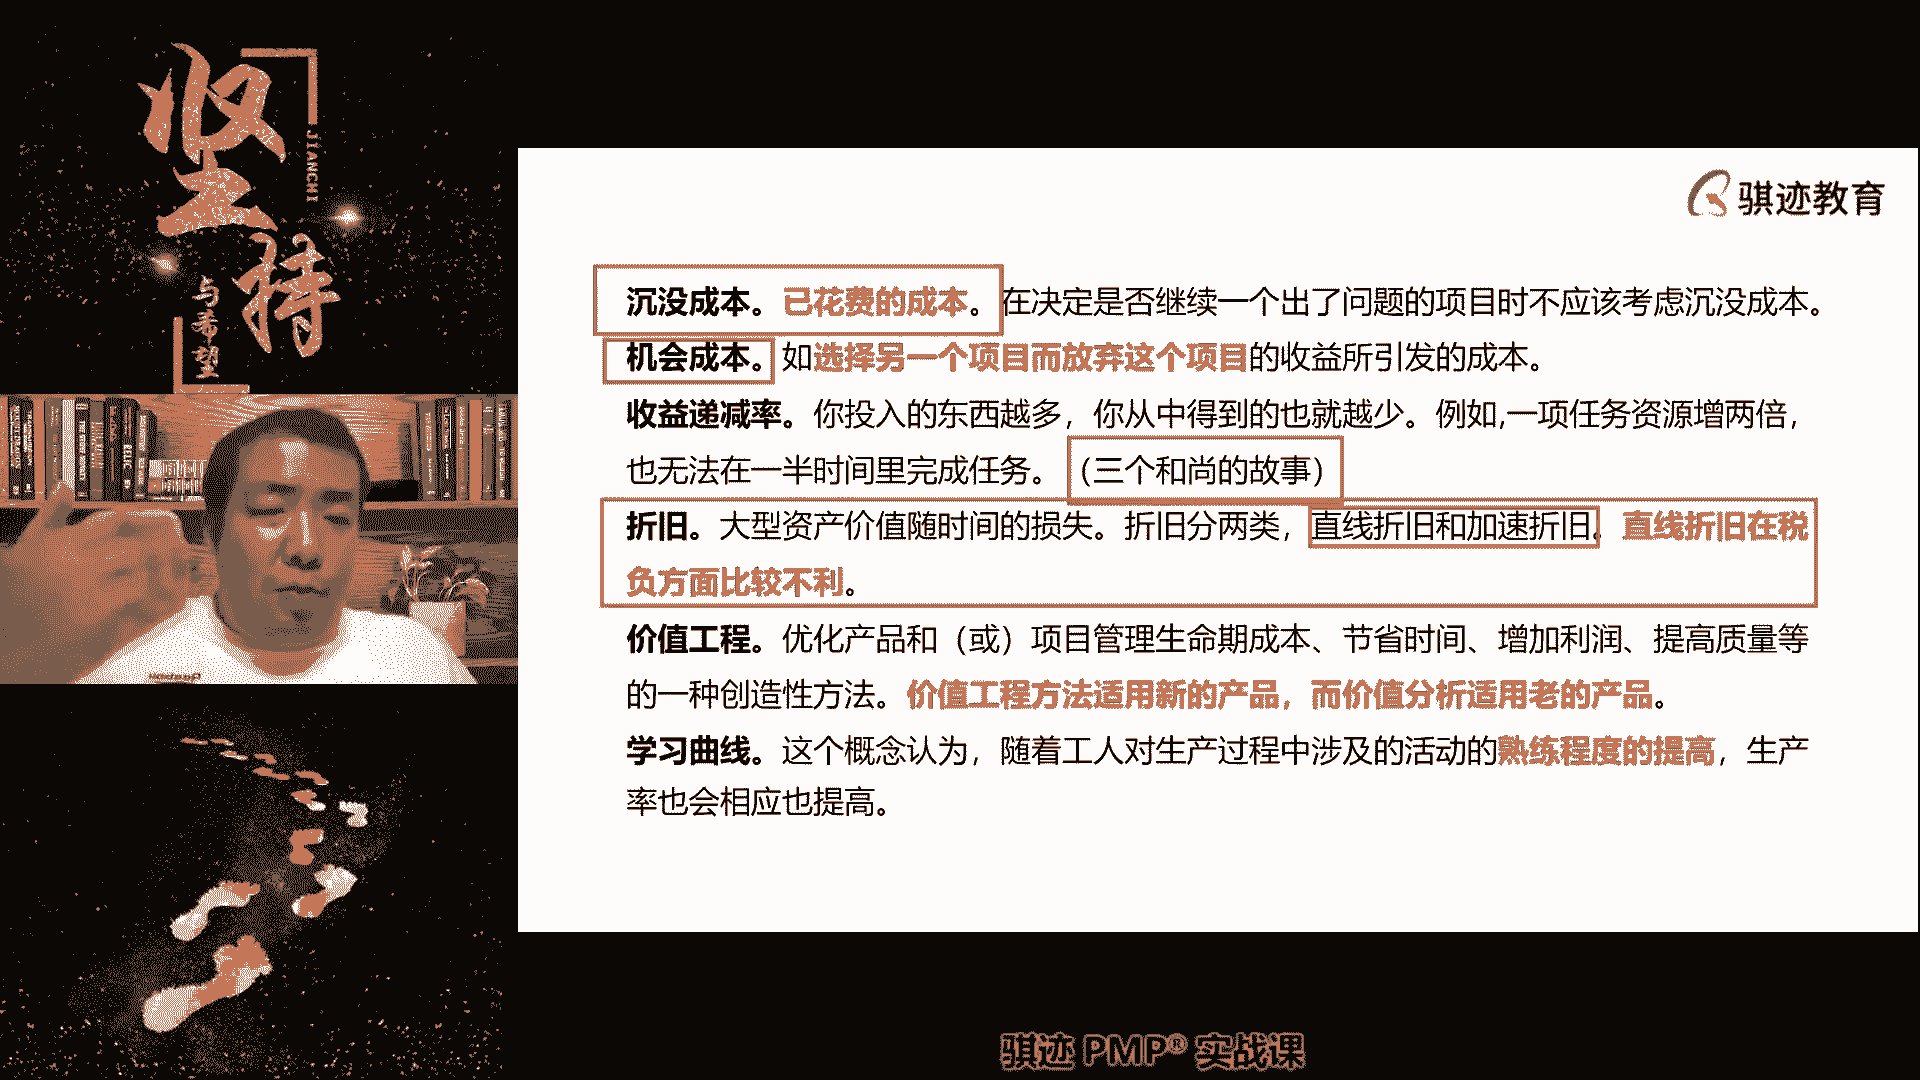 坚持
JIANCHI
与希望
骐迹教育
沉没成本。已花费的成本。在决定是否继续一个出了问题的项目时不应该考虑沉没成本。
机会成本。如选择另一个项目而放弃这个项目的收益所引发的成本。
收益递减率。你投入的东西越多，你从中得到的也就越少。例如,一项任务资源增两倍，
也无法在一半时间里完成任务。（三个和尚的故事）
折旧。大型资产价值随时间的损失。折旧分两类，直线折旧和加速折旧。直线折旧在税
负方面比较不利。
价值工程。优化产品和（或）项目管理生命期成本、节省时间、增加利润、提高质量等
的一种创造性方法。价值工程方法适用新的产品，而价值分析适用老的产品。
学习曲线。这个概念认为，随着工人对生产过程中涉及的活动的熟练程度的提高，生产
率也会相应也提高。
骐迹 PMP® 实战课